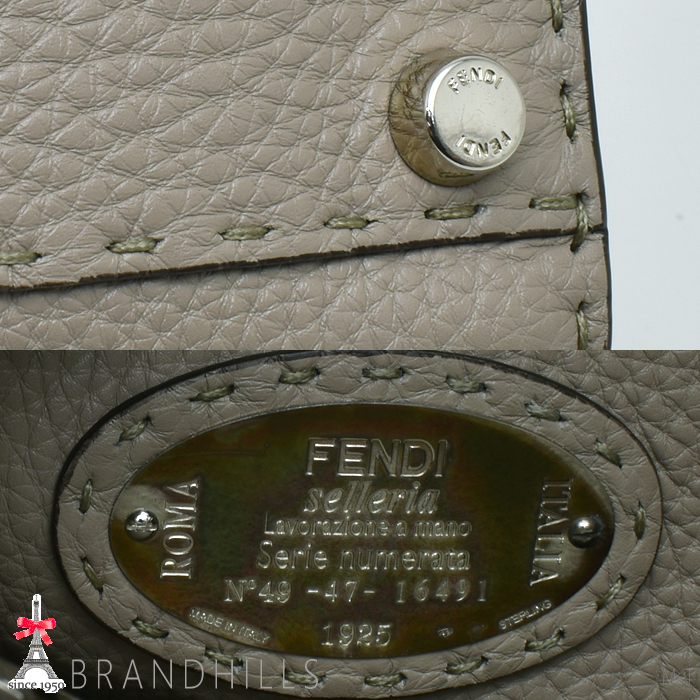 FENDI
FENDI
FENDI
selleria
Lavorazione a mano
Serie numerata
N°49 -47- 16491
1925
ROMA
ITALIA
MADE IN ITALY
STERLING
since 1950
BRANDHILLS